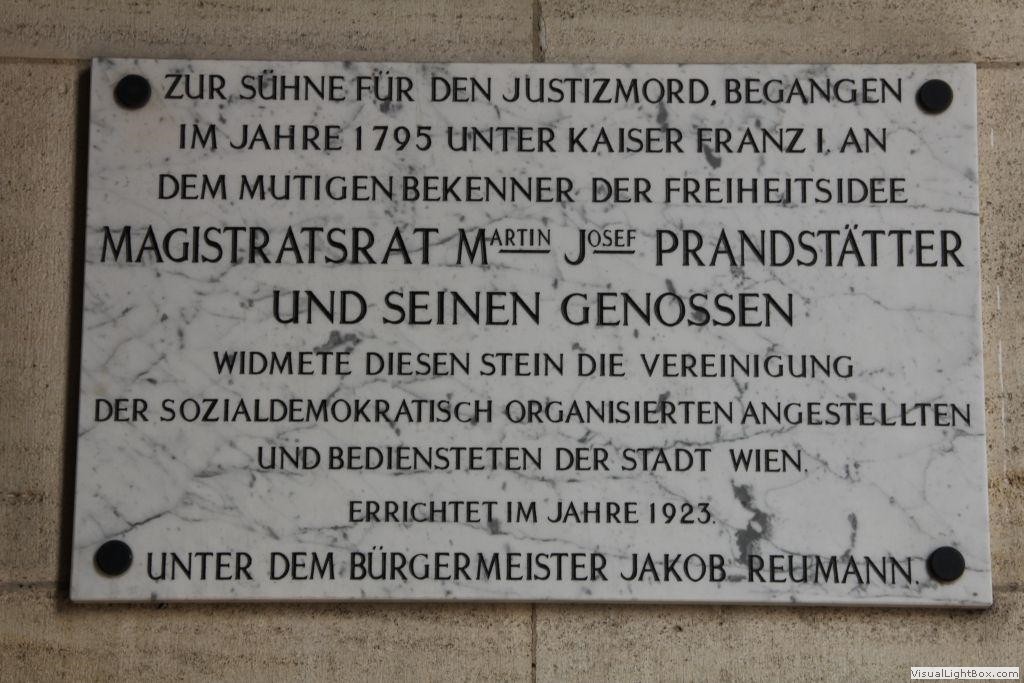 ZUR SÜHNE FÜR DEN JUSTIZMORD, BEGANGEN
IM JAHRE 1795 UNTER KAISER FRANZ I. AN
DEM MUTIGEN BEKENNER DER FREIHEITSIDEE
MAGISTRATSRAT MARTIN JOSEF PRANDSTÄTTER
UND SEINEN GENOSSEN
WIDMETE DIESEN STEIN DIE VEREINIGUNG
DER SOZIALDEMOKRATISCH ORGANISIERTEN ANGESTELLTEN
UND BEDIENSTETEN DER STADT WIEN.
ERRICHTET IM JAHRE 1923.
UNTER DEM BÜRGERMEISTER JAKOB REUMANN.
VisualLightBox.com